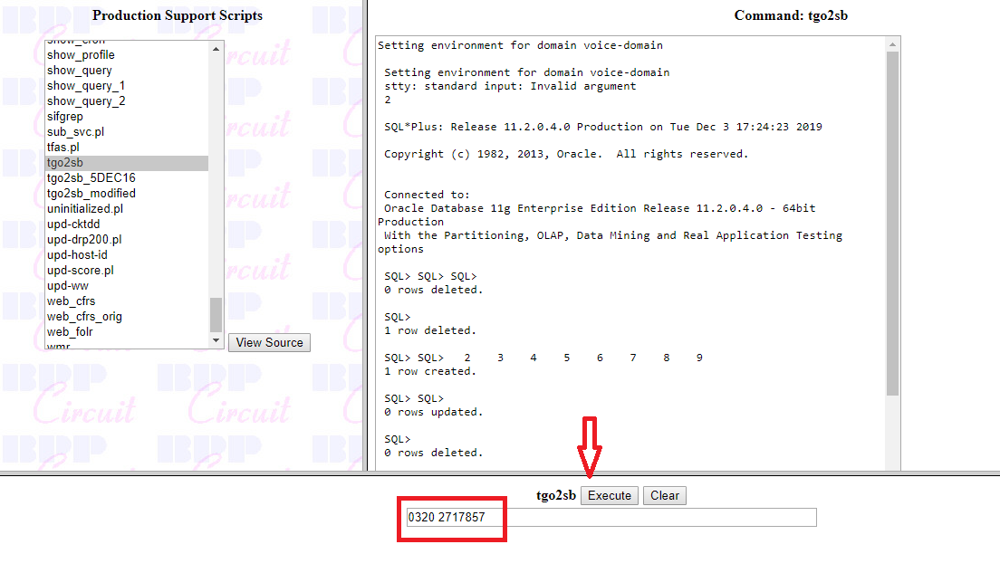 Production Support Scripts
show_cron
show_profile
show_query
show_query_1
show_query_2
sifgrep
sub_svc.pl
tfas.pl
tgo2sb
tgo2sb_5DEC16
tgo2sb_modified
uninitialized.pl
upd-cktdd
upd-drp200.pl
upd-host-id
upd-score.pl
upd-ww
web_cfrs
web_cfrs_orig
web_folr
wmr
View Source
Circuit
Circuit
Command: tgo2sb
Setting environment for domain voice-domain
Setting environment for domain voice-domain
stty: standard input: Invalid argument
2
SQL*Plus: Release 11.2.0.4.0 Production on Tue Dec 3 17:24:23 2019
Copyright (c) 1982, 2013, Oracle.  All rights reserved.
Connected to:
Oracle Database 11g Enterprise Edition Release 11.2.0.4.0 - 64bit
Production
With the Partitioning, OLAP, Data Mining and Real Application Testing
options
SQL> SQL> SQL>
0 rows deleted.
SQL>
1 row deleted.
SQL> SQL>   2    3    4    5    6    7    8    9
1 row created.
SQL> SQL>
0 rows updated.
SQL>
0 rows deleted.
tgo2sb Execute Clear
0320 2717857